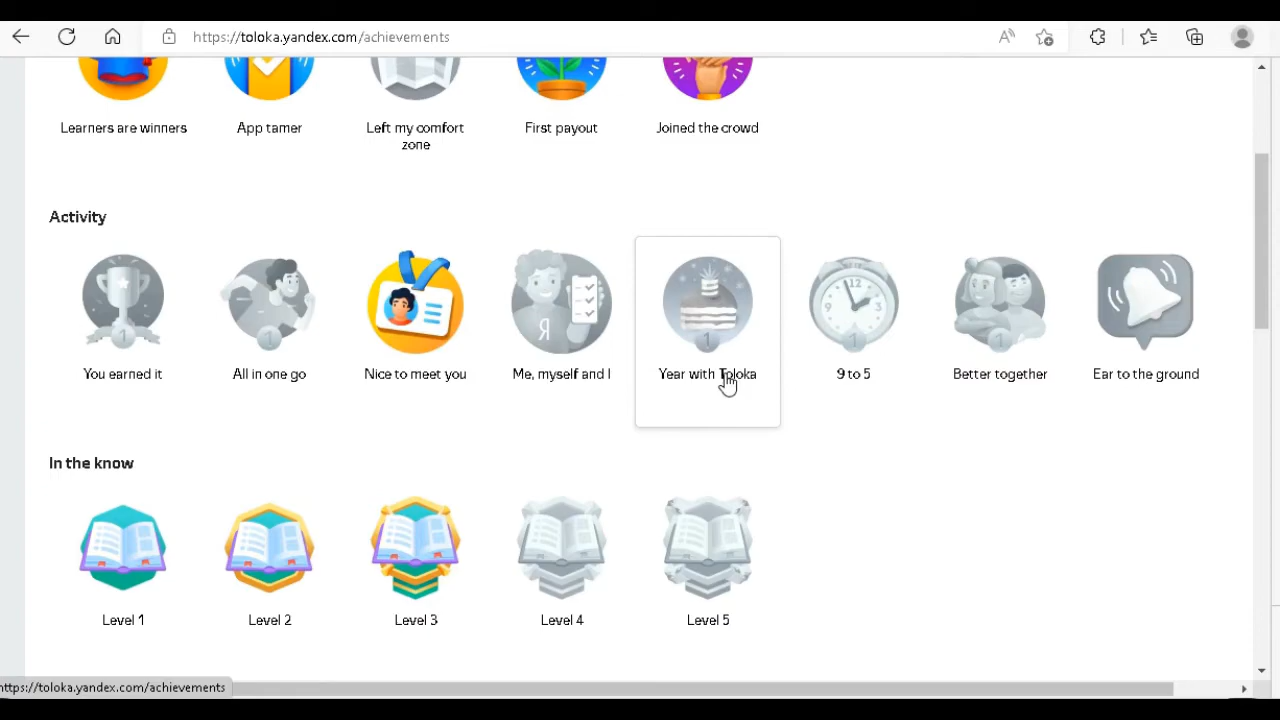 https://toloka.yandex.com/achievements
Learners are winners
App tamer
Left my comfort
zone
First payout
Joined the crowd
Activity
You earned it
All in one go
Nice to meet you
Me, myself and I
Year with Toloka
9 to 5
Better together
Ear to the ground
In the know
Level 1
Level 2
Level 3
Level 4
Level 5
https://toloka.yandex.com/achievements